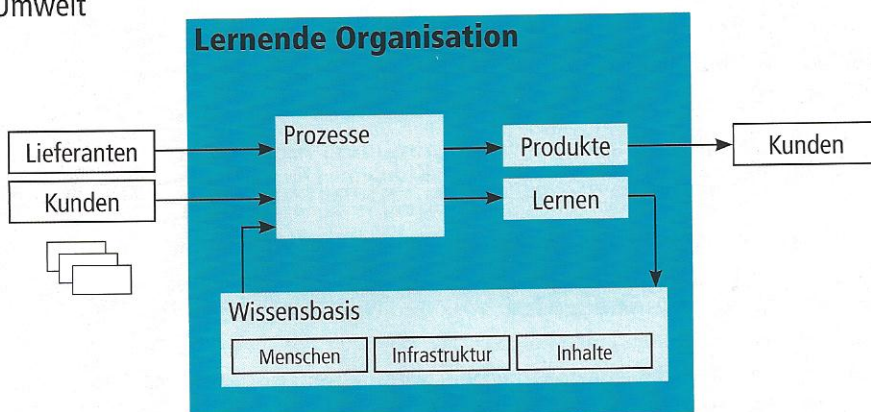 Umwelt
Lernende Organisation
Prozesse
Lieferanten
Produkte
Kunden
Kunden
Lernen
Wissensbasis
Menschen
Infrastruktur
Inhalte